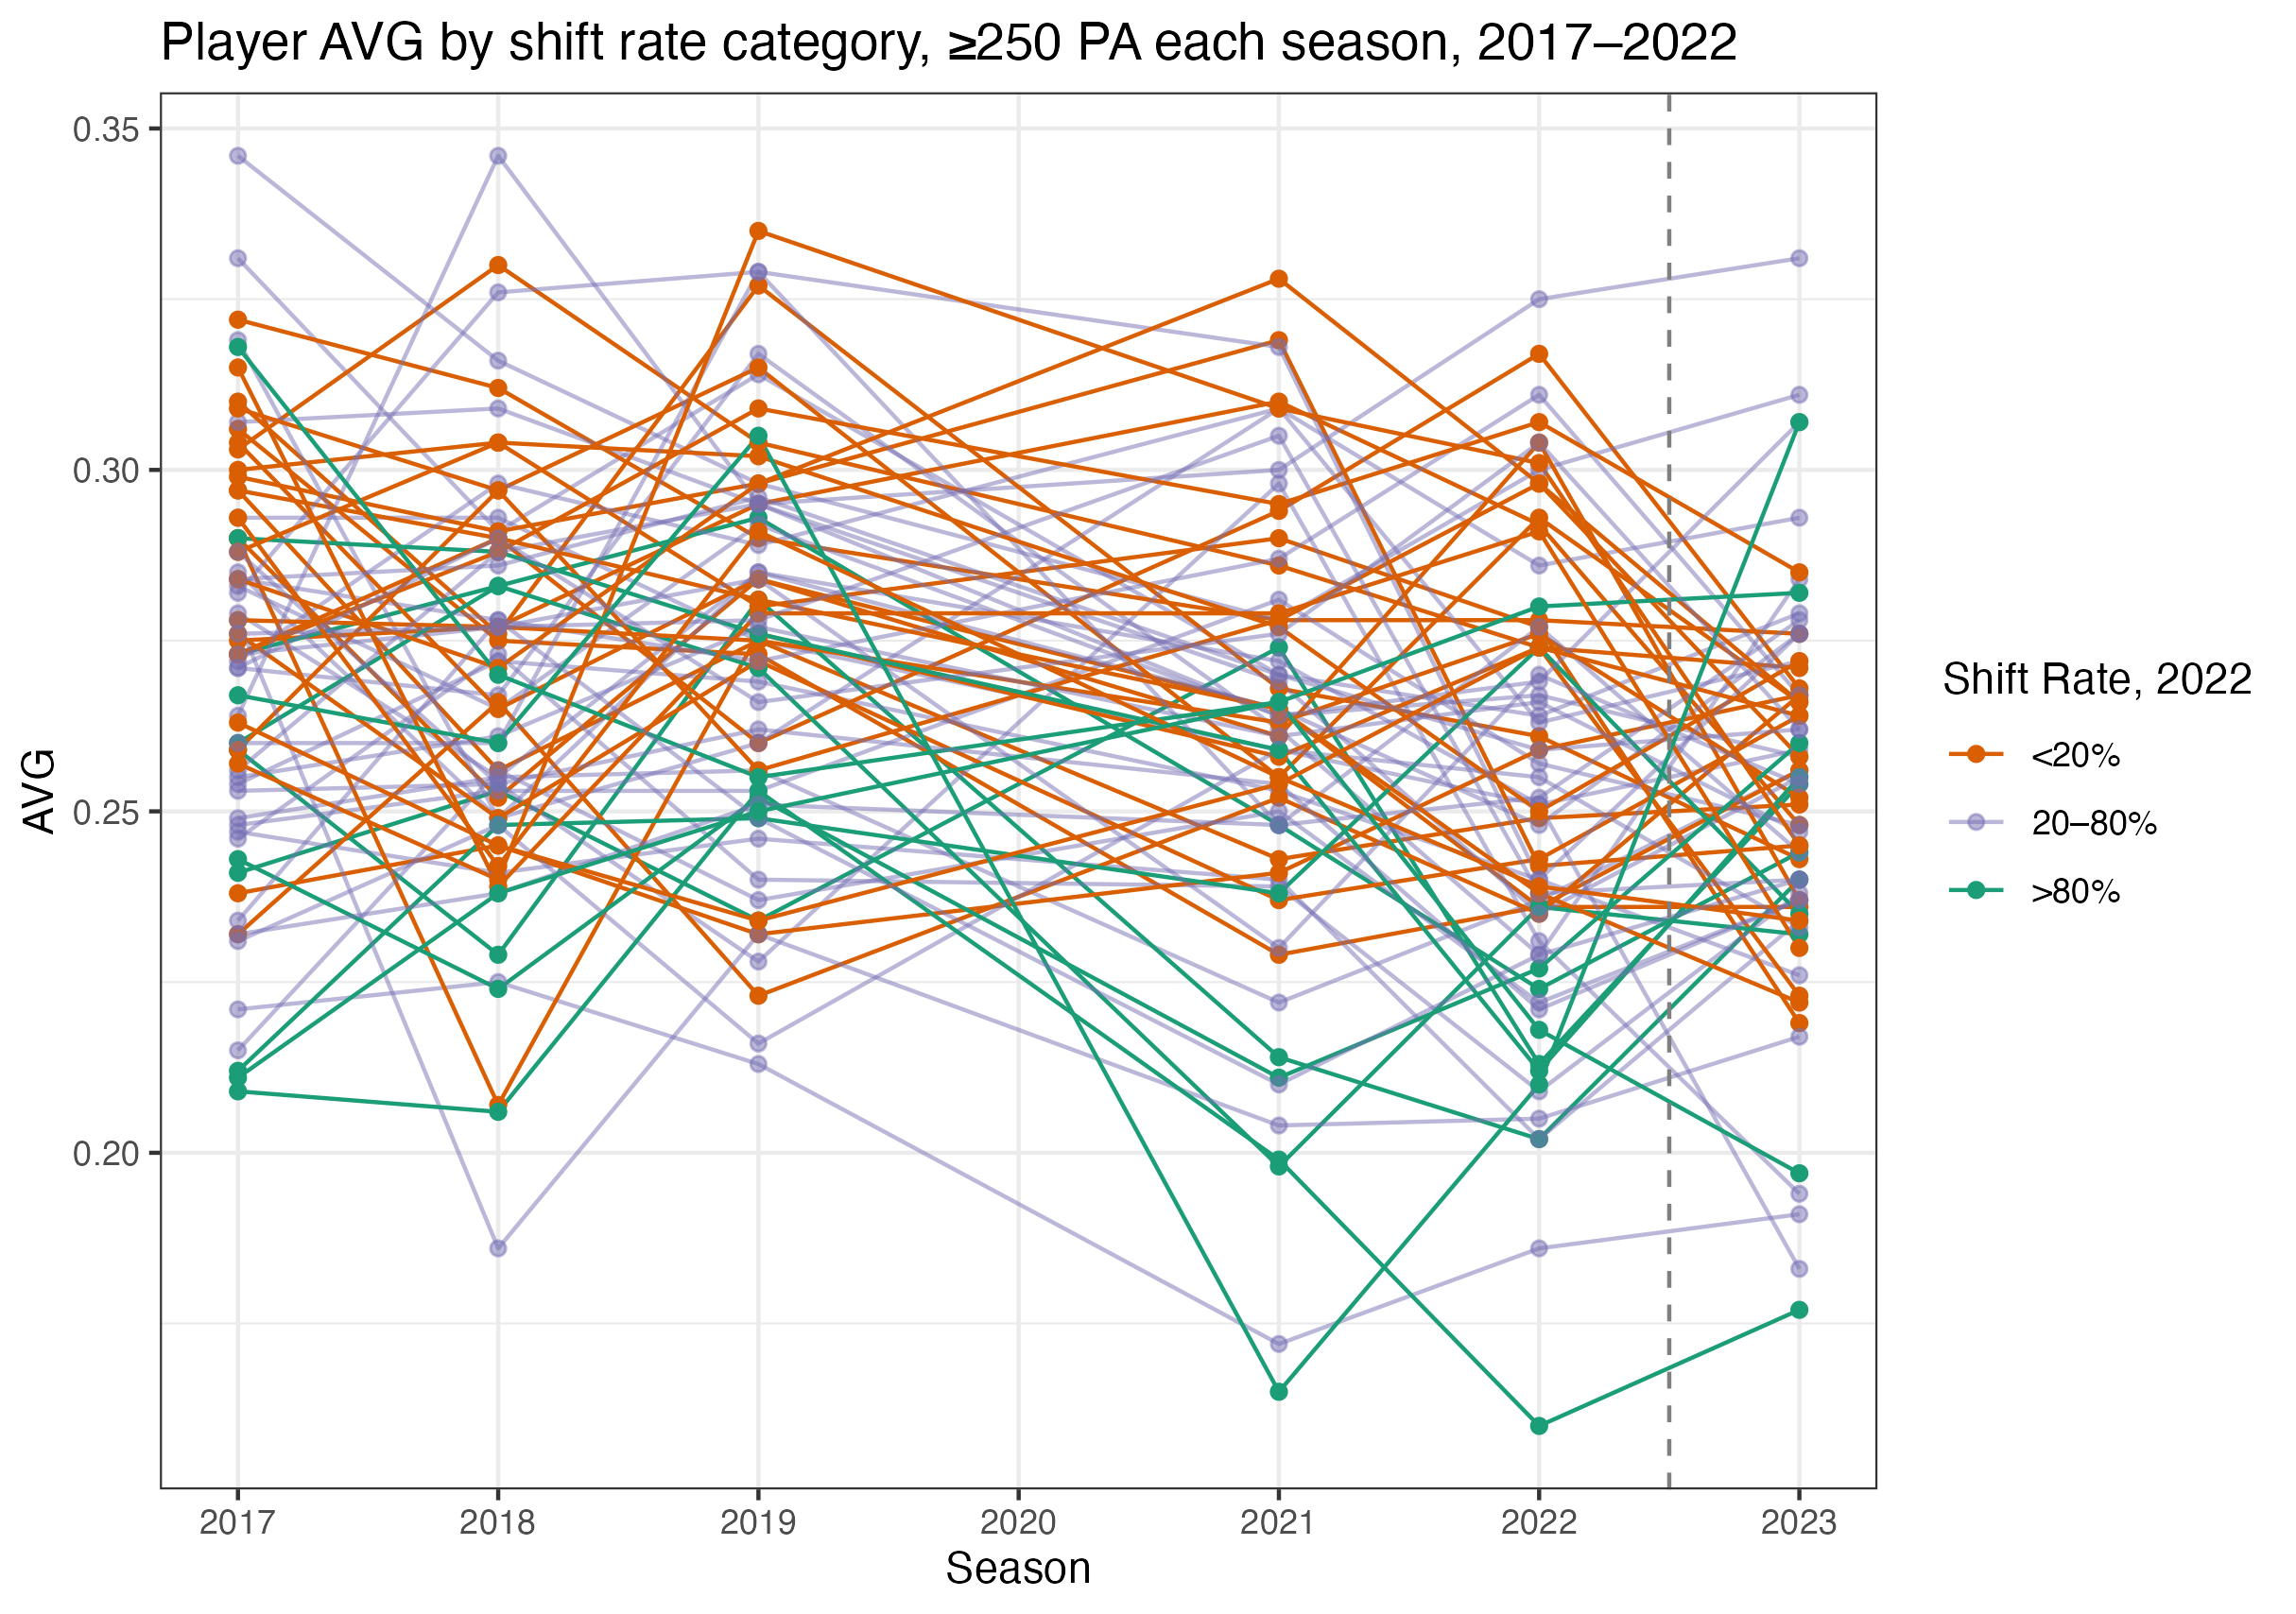 Player AVG by shift rate category, ≥250 PA each season, 2017–2022
AVG
0.35
0.30
0.25
0.20
2017 2018 2019 2020 2021 2022 2023
Season
Shift Rate, 2022
<20%
20–80%
>80%